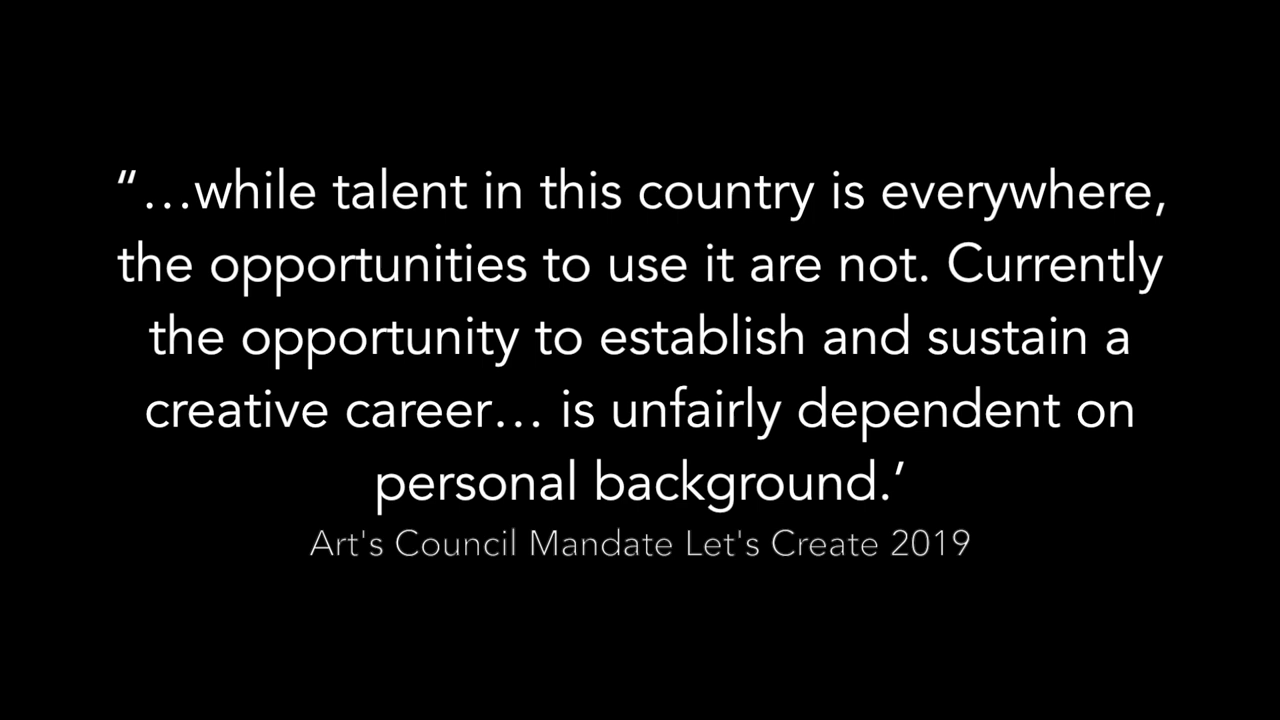 “…while talent in this country is everywhere,
the opportunities to use it are not. Currently
the opportunity to establish and sustain a
creative career… is unfairly dependent on
personal background.’
Art's Council Mandate Let's Create 2019